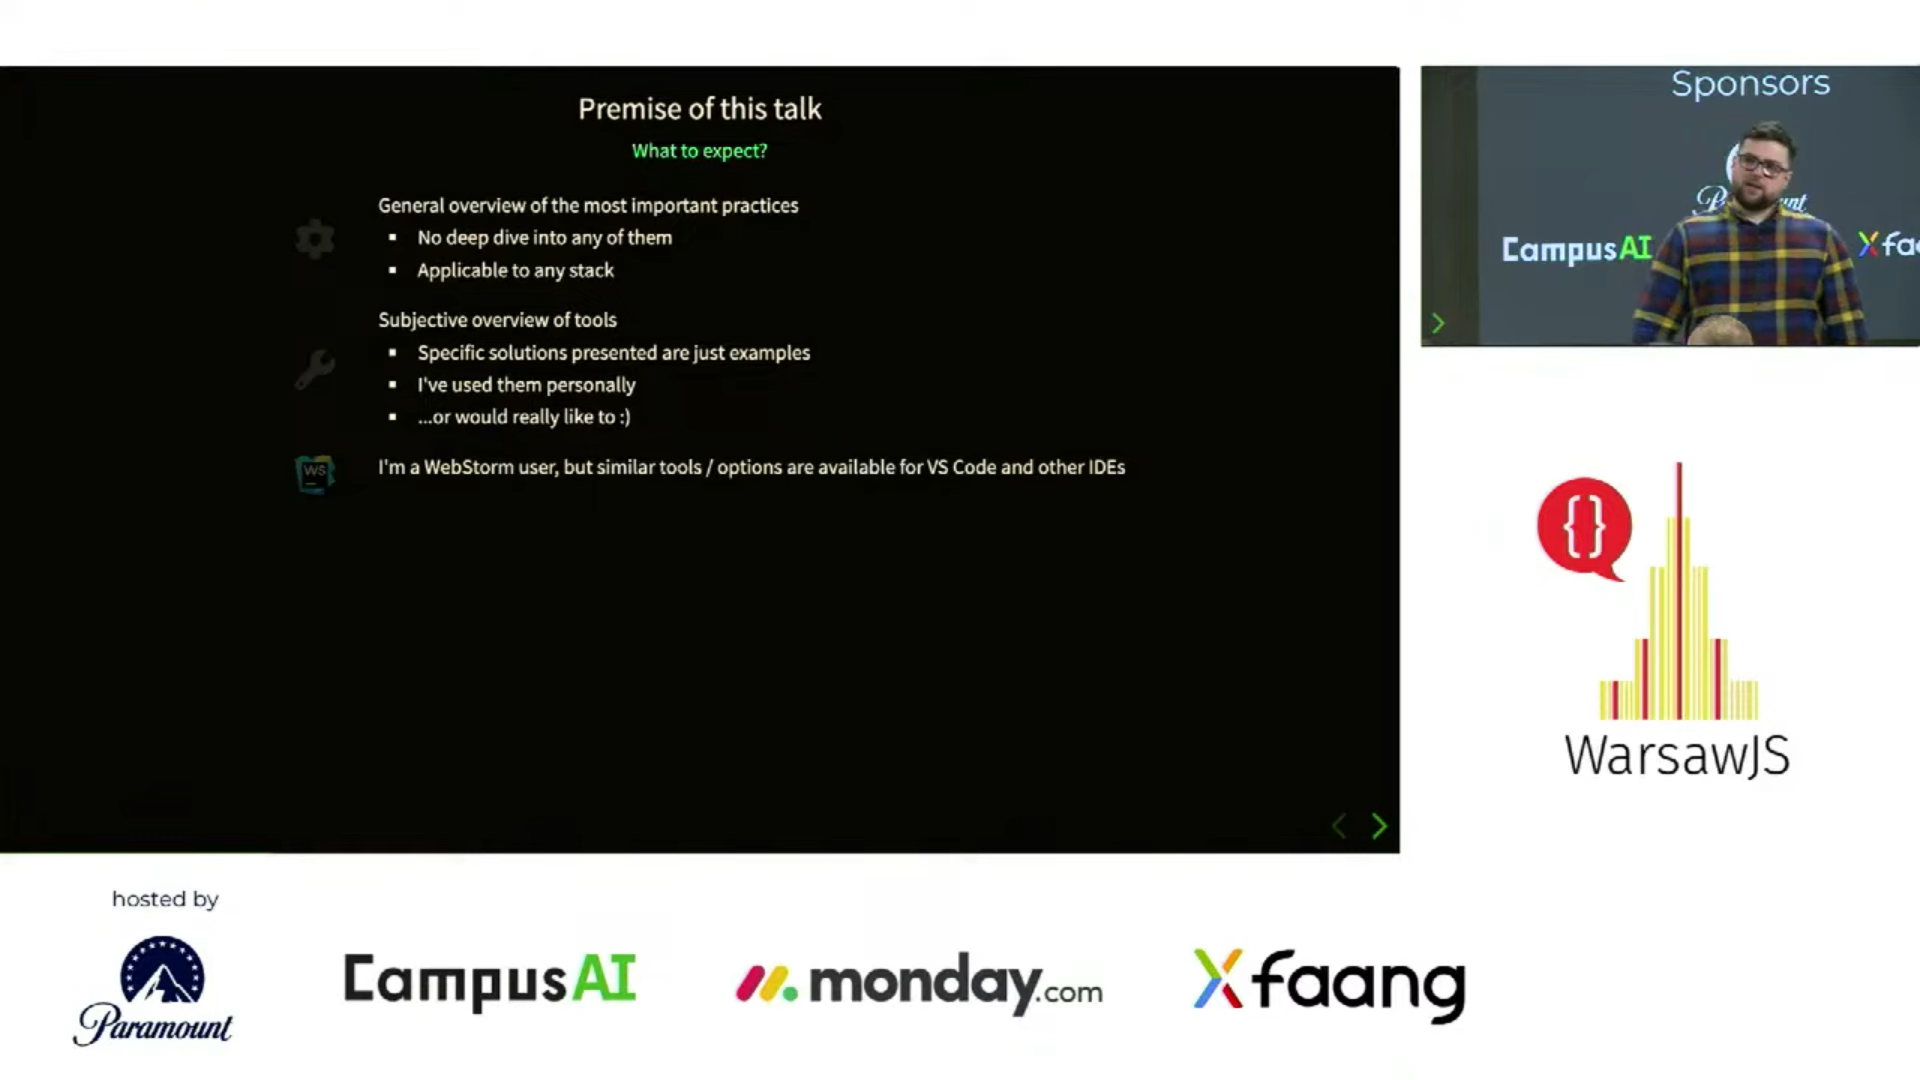 Premise of this talk
What to expect?
General overview of the most important practices
▪ No deep dive into any of them
▪ Applicable to any stack
Subjective overview of tools
▪ Specific solutions presented are just examples
▪ I've used them personally
▪ ...or would really like to :)
WS
I'm a WebStorm user, but similar tools / options are available for VS Code and other IDEs
Sponsors
CampusAI
Xfa
{}
WarsawJS
hosted by
Paramount
CampusAI
monday.com
Xfaang